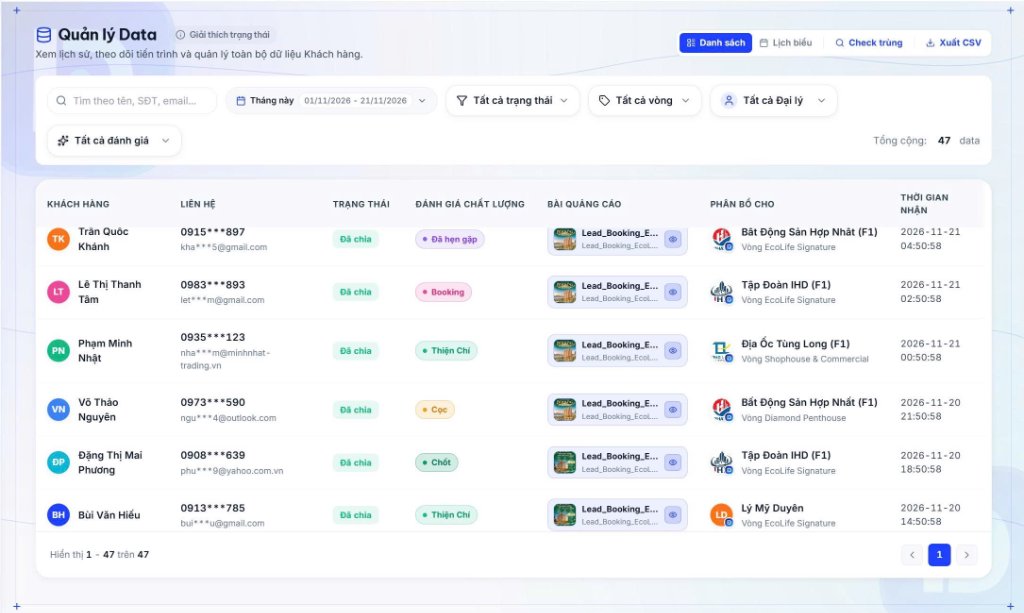 Quản lý Data
Giải thích trạng thái
Xem lịch sử, theo dõi tiến trình và quản lý toàn bộ dữ liệu Khách hàng.
Danh sách
Lịch biểu
Check trùng
Xuất CSV
Tìm theo tên, SĐT, email...
Tháng này 01/11/2026 - 21/11/2026
Tất cả trạng thái
Tất cả vòng
Tất cả Đại lý
Tất cả đánh giá
Tổng cộng: 47 data
KHÁCH HÀNG
LIÊN HỆ
TRẠNG THÁI
ĐÁNH GIÁ CHẤT LƯỢNG
BÀI QUẢNG CÁO
PHÂN BỔ CHO
THỜI GIAN
NHẬN
TK
Trần Quốc
Khánh
0915***897
kha***5@gmail.com
Đã chia
Đã hẹn gặp
Lead_Booking_E...
Lead_Booking_EcoL...
Bất Động Sản Hợp Nhất (F1)
Vòng EcoLife Signature
2026-11-21
04:50:58
LT
Lê Thị Thanh
Tâm
0983***893
let***m@gmail.com
Đã chia
Booking
Lead_Booking_E...
Lead_Booking_EcoL...
Tập Đoàn IHD (F1)
Vòng EcoLife Signature
2026-11-21
02:50:58
PN
Phạm Minh
Nhật
0935***123
nha***m@minhnhat-
trading.vn
Đã chia
Thiện Chí
Lead_Booking_E...
Lead_Booking_EcoL...
Địa Ốc Tùng Long (F1)
Vòng Shophouse & Commercial
2026-11-21
00:50:58
VN
Võ Thảo
Nguyên
0973***590
ngu***4@outlook.com
Đã chia
Cọc
Lead_Booking_E...
Lead_Booking_EcoL...
Bất Động Sản Hợp Nhất (F1)
Vòng Diamond Penthouse
2026-11-20
21:50:58
ĐP
Đặng Thị Mai
Phương
0908***639
phu***9@yahoo.com.vn
Đã chia
Chốt
Lead_Booking_E...
Lead_Booking_EcoL...
Tập Đoàn IHD (F1)
Vòng EcoLife Signature
2026-11-20
18:50:58
BH
Bùi Văn Hiếu
0913***785
bui***u@gmail.com
Đã chia
Thiện Chí
Lead_Booking_E...
Lead_Booking_EcoL...
LD
Lý Mỹ Duyên
Vòng EcoLife Signature
2026-11-20
14:50:58
Hiển thị 1 - 47 trên 47
1